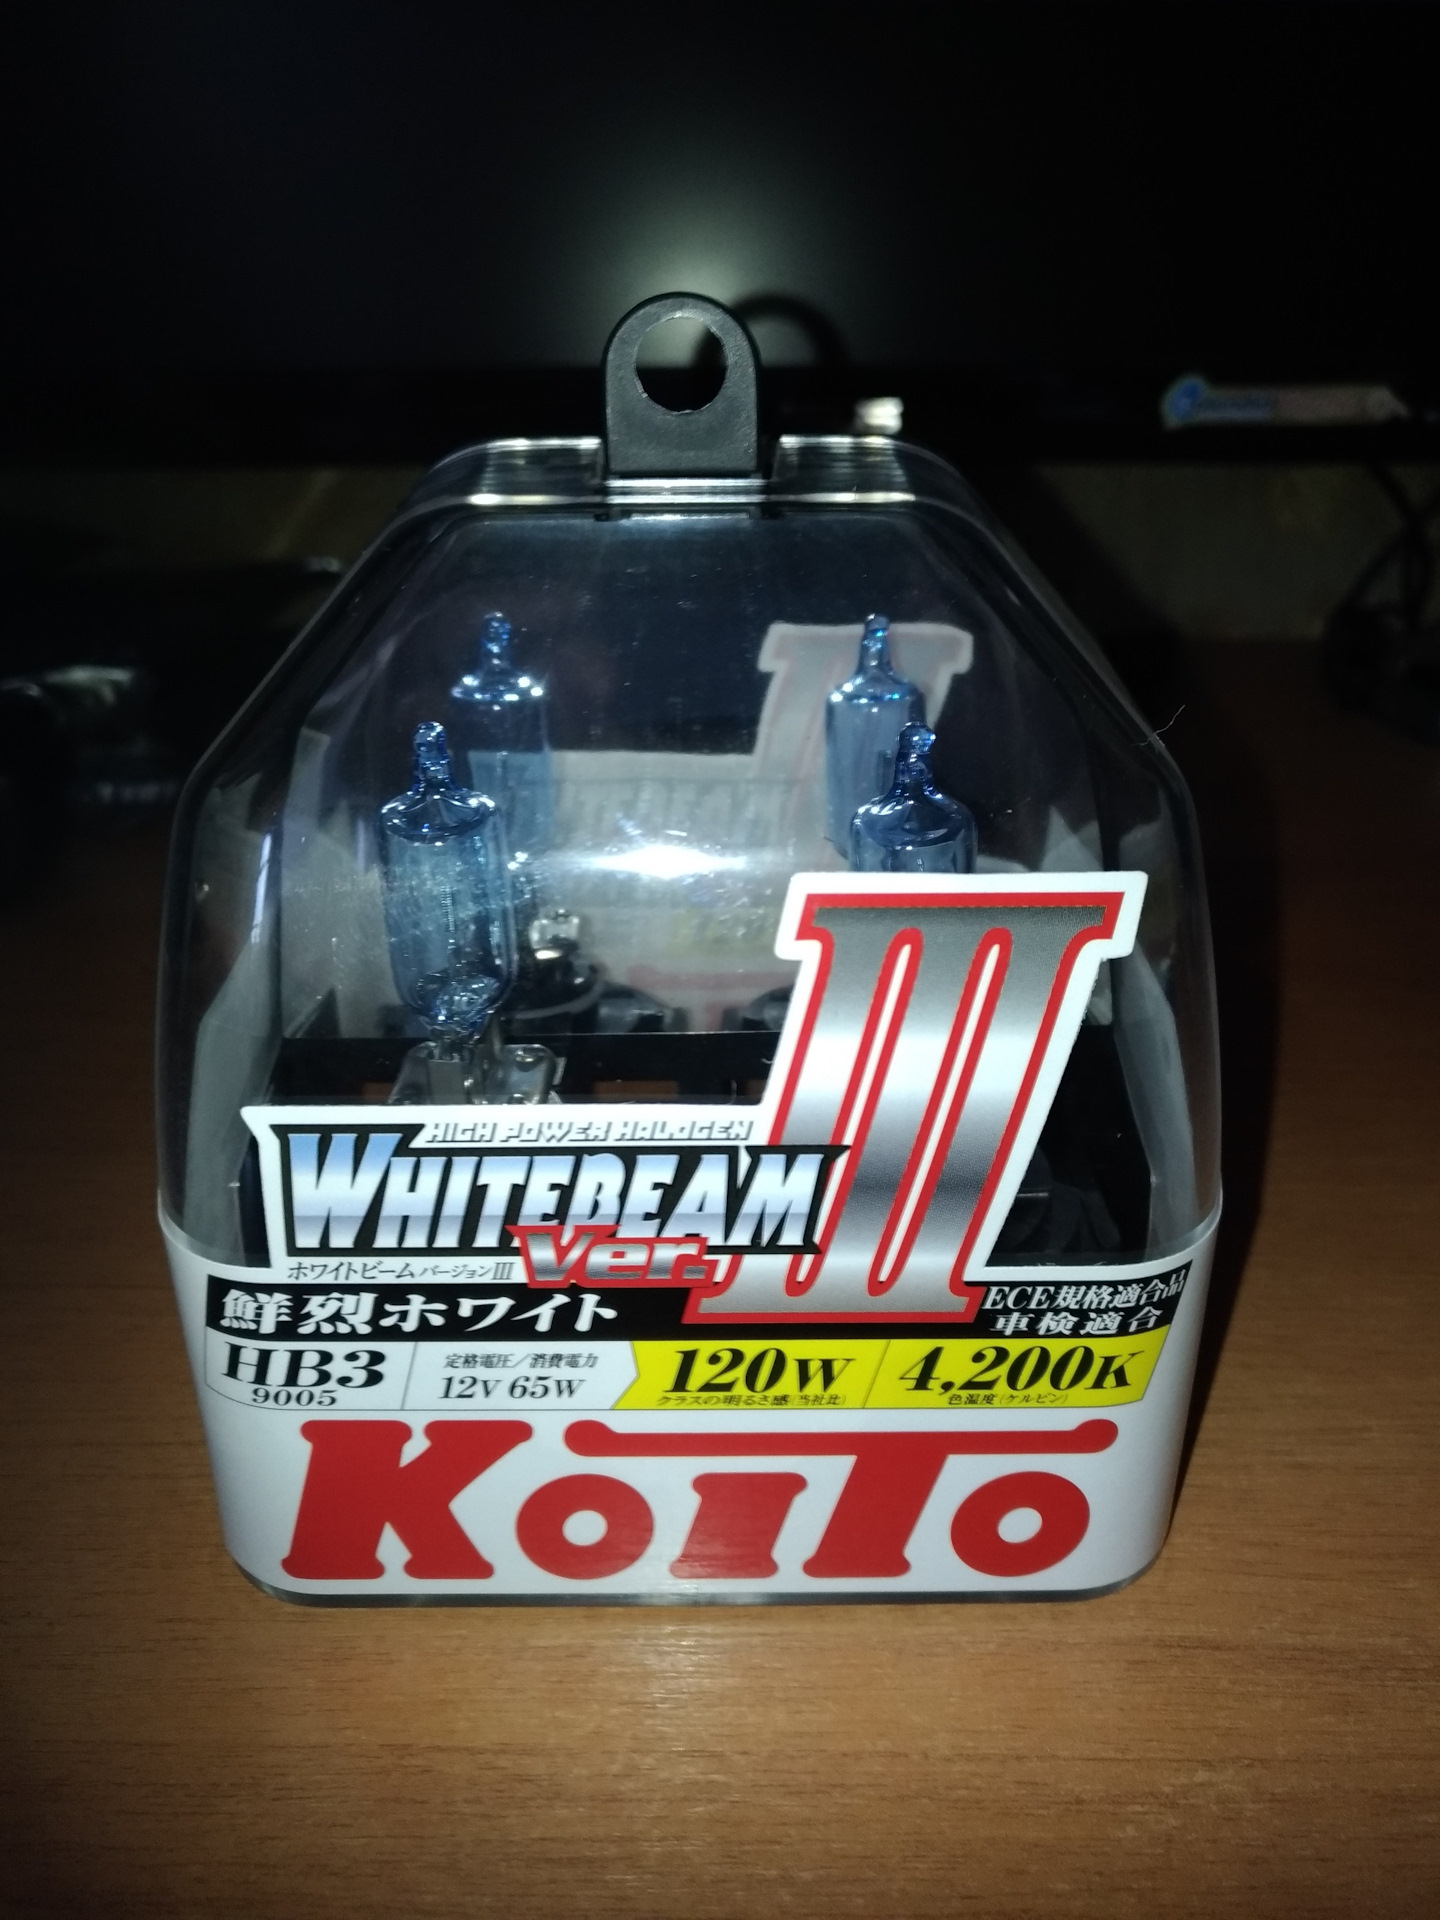 HIGH POWER HALOGEN
WHITEBEAM III
Ver.
ホワイトビーム バージョンIII
鮮烈ホワイト
ECE規格適合品
車検適合
HB3
9005
定格電圧/消費電力
12V 65W
120W
クラスの明るさ感(当社比)
4,200K
色温度(ケルビン)
KOITO